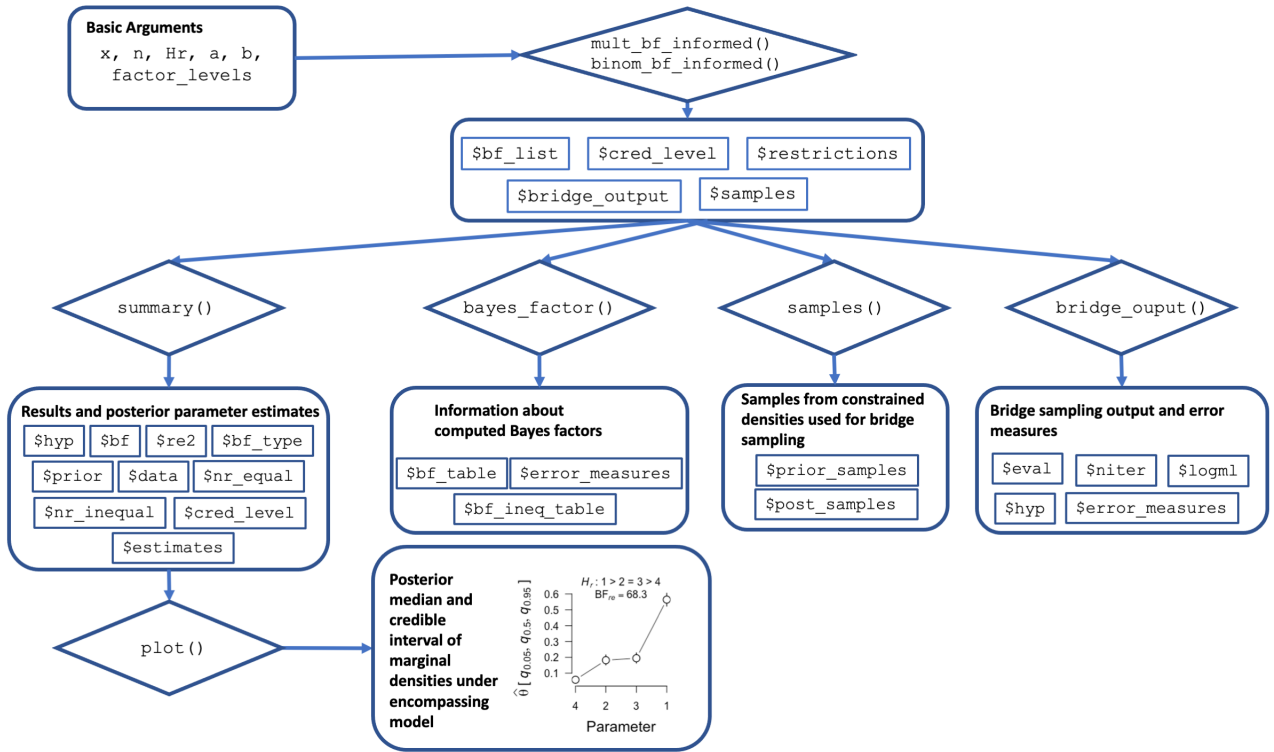 Basic Arguments
x, n, Hr, a, b,
factor_levels
mult_bf_informed()
binom_bf_informed()
$bf_list
$cred_level
$restrictions
$bridge_output
$samples
summary()
bayes_factor()
samples()
bridge_ouput()
Results and posterior parameter estimates
$hyp
$bf
$re2
$bf_type
$prior
$data
$nr_equal
$nr_inequal
$cred_level
$estimates
Information about
computed Bayes factors
$bf_table
$error_measures
$bf_ineq_table
Samples from constrained
densities used for bridge
sampling
$prior_samples
$post_samples
Bridge sampling output and error
measures
$eval
$niter
$logml
$hyp
$error_measures
plot()
Posterior
median and
credible
interval of
marginal
densities under
encompassing
model
θ̂ [ q0.05, q0.5, q0.95 ]
Hr : 1 > 2 = 3 > 4
BFre = 68.3
0.6
0.5
0.4
0.3
0.2
0.1
4 2 3 1
Parameter